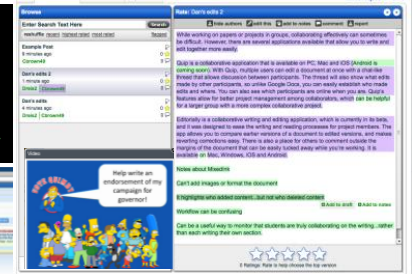 Browse
Enter Search Text Here
Search
reshuffle recent highest rated most rated
Example Post
9 minutes ago
Clement9
Dan's edits 2
1 minute ago
Dan's edits
4 minutes ago
Video
Help write an
endorsement of my
campaign for
governor!
Rate: Dan's edits 2
hide authors edit this add to notes comment report
While working on papers or projects in groups, collaborating effectively can sometimes
be difficult. However, there are several applications available that allow you to write and
edit together more easily.
Quip is a collaborative application that is available on PC, Mac and iOS (Android is
coming soon). With Quip, multiple users can edit a document at once with a chat-like
thread that allows discussion between participants. The thread will also show what edits
made by other participants, so unlike Google Docs, you can easily establish who made
edits and where. You can also see which participants are online when you are. Quip's
features allow for better project management among collaborators, which can be helpful
for a larger group with a more complex collaborative project.
Editorially is a collaborative writing and editing application, which is currently in its beta,
and it was designed to ease the writing and reading processes for project members. The
app allows you to compare earlier versions of a document to edited versions, and makes
reverting corrections easy. There is also a place for others to comment outside the
margins of the document that can be easily tucked away while you're working. It is
available on Mac, Windows, iOS and Android.
Notes about MixedInk
Can't add images or format the document
It highlights who added content...but not who deleted content
Add to draft Add to notes
Workflow can be confusing
Can be a useful way to monitor that students are truly collaborating on the writing...rather
than each writing their own section.
0 Ratings: Rate to help choose the top version